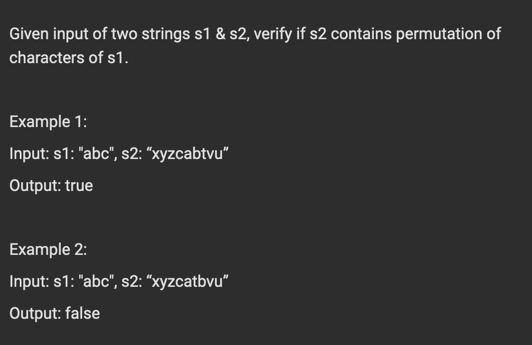 Given input of two strings s1 & s2, verify if s2 contains permutation of
characters of s1.
Example 1:
Input: s1: "abc", s2: “xyzcabtvu”
Output: true
Example 2:
Input: s1: "abc", s2: “xyzcatbvu”
Output: false